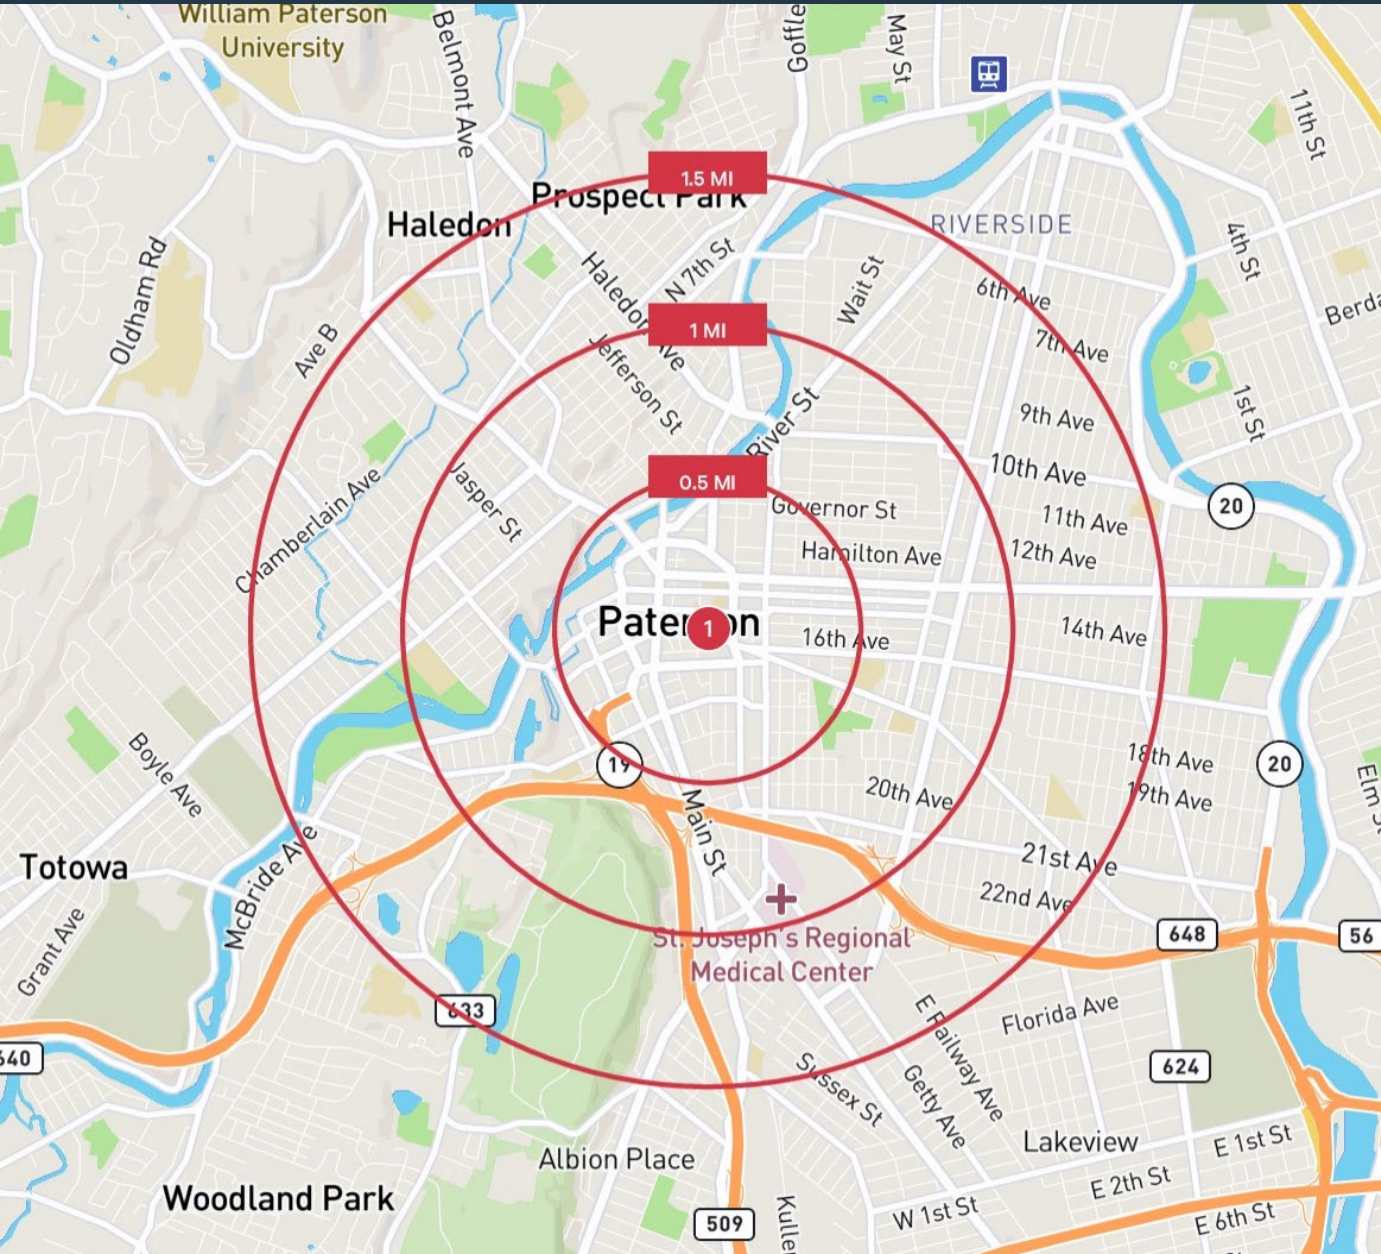 William Paterson
University
Belmont Ave
Goffle
May St
11th St
1.5 MI
Prospect Park
Haledon
RIVERSIDE
4th St
Oldham Rd
N 7th St
Haledon Ave
Wait St
6th Ave
Berda
1 MI
Ave B
7th Ave
Jefferson St
River St
9th Ave
1st St
0.5 MI
10th Ave
Jasper St
Chamberlain Ave
Governor St
11th Ave
20
Hamilton Ave
12th Ave
Paterson
1
16th Ave
14th Ave
Boyle Ave
19
18th Ave
20
20th Ave
19th Ave
Elm St
Main St
Totowa
McBride Ave
21st Ave
22nd Ave
Grant Ave
St. Joseph's Regional
Medical Center
648
56
633
E Railway Ave
Florida Ave
640
Sussex St
Getty Ave
624
Lakeview
E 1st St
Albion Place
Woodland Park
E 2th St
509
W 1st St
E 6th St